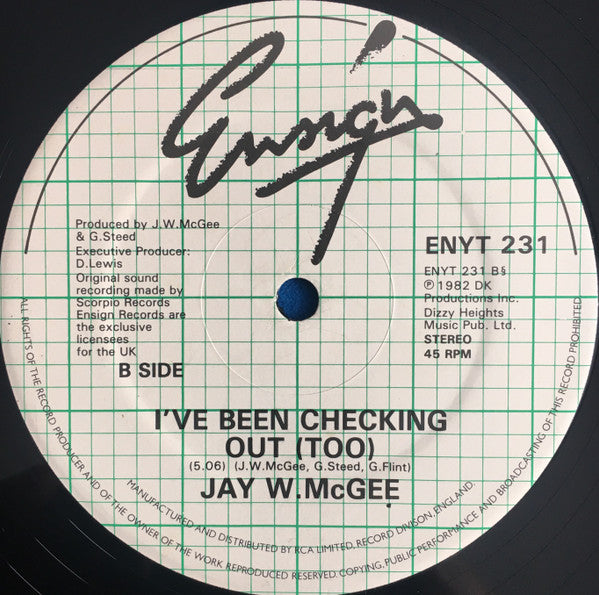 Ensign
Produced by J.W.McGee
& G.Steed
Executive Producer:
D.Lewis
Original sound
recording made by
Scorpio Records
Ensign Records are
the exclusive
licensees
for the UK
B SIDE
ENYT 231
ENYT 231 B§
℗ 1982 DK
Productions Inc.
Dizzy Heights
Music Pub. Ltd.
STEREO
45 RPM
I'VE BEEN CHECKING
OUT (TOO)
(5.06) (J.W.McGee, G.Steed, G.Flint)
JAY W.McGEE
MANUFACTURED AND DISTRIBUTED BY RCA LIMITED, RECORD DIVISON, ENGLAND.
ALL RIGHTS OF THE RECORD PRODUCER AND OF THE OWNER OF THE WORK REPRODUCED RESERVED. COPYING, PUBLIC PERFORMANCE AND BROADCASTING OF THIS RECORD PROHIBITED.